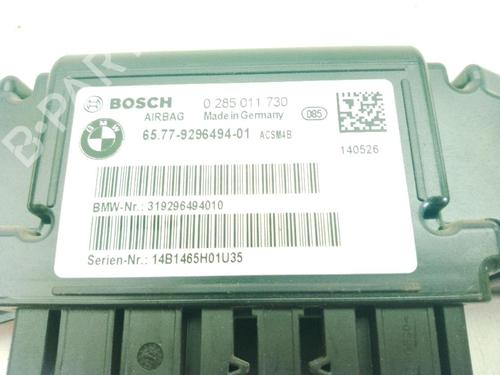 BOSCH 0 285 011 730
AIRBAG Made in Germany 085
65.77-9296494-01 ACSM4B
140526
BMW-Nr.: 319296494010
Serien-Nr.: 14B1465H01U35
B-PARTS